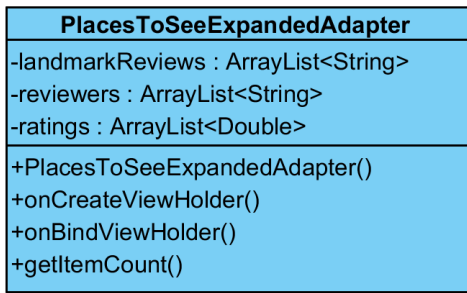 PlacesToSeeExpandedAdapter
-landmarkReviews : ArrayList<String>
-reviewers : ArrayList<String>
-ratings : ArrayList<Double>
+PlacesToSeeExpandedAdapter()
+onCreateViewHolder()
+onBindViewHolder()
+getItemCount()